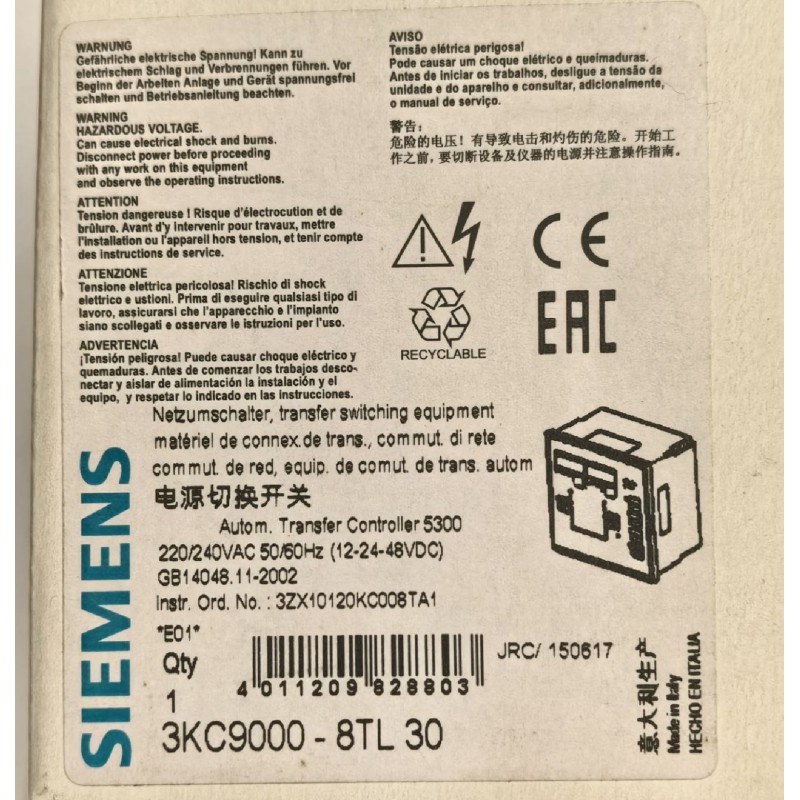 WARNUNG
Gefährliche elektrische Spannung! Kann zu
elektrischem Schlag und Verbrennungen führen. Vor
Beginn der Arbeiten Anlage und Gerät spannungsfrei
schalten und Betriebsanleitung beachten.
WARNING
HAZARDOUS VOLTAGE.
Can cause electrical shock and burns.
Disconnect power before proceeding
with any work on this equipment
and observe the operating instructions.
ATTENTION
Tension dangereuse ! Risque d'électrocution et de
brûlure. Avant d'y intervenir pour travaux, mettre
l'installation ou l'appareil hors tension, et tenir compte
des instructions de service.
ATTENZIONE
Tensione elettrica pericolosa! Rischio di shock
elettrico e ustioni. Prima di eseguire qualsiasi tipo di
lavoro, assicurarsi che l'apparecchio e l'impianto
siano scollegati e osservare le istruzioni per l'uso.
ADVERTENCIA
¡Tensión peligrosa! Puede causar choque eléctrico y
quemaduras. Antes de comenzar los trabajos desco-
nectar y aislar de alimentación la instalación y el
equipo, y respetar lo indicado en las instrucciones.
AVISO
Tensão elétrica perigosa!
Pode causar um choque elétrico e queimaduras.
Antes de iniciar os trabalhos, desligue a tensão da
unidade e do aparelho e consultar, adicionalmente,
o manual de serviço.
警告:
危险的电压!有导致电击和灼伤的危险。开始工
作之前,要切断设备及仪器的电源并注意操作指南。
CE
RECYCLABLE
EAC
SIEMENS
Netzumschalter, transfer switching equipment
matériel de connex.de trans., commut. di rete
commut. de red, equip. de comut. de trans. autom
电源切换开关
Autom. Transfer Controller 5300
220/240VAC 50/60Hz (12-24-48VDC)
GB14048.11-2002
Instr. Ord. No. : 3ZX10120KC008TA1
*E01*
Qty
1
4 011209 828803
JRC/ 150617
3KC9000 - 8TL 30
意大利生产
Made in Italy
HECHO EN ITALIA